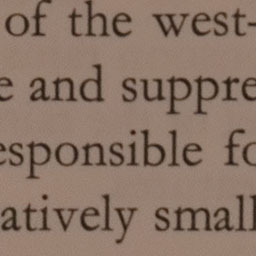 of the west-
e and suppre
esponsible fo
atively small